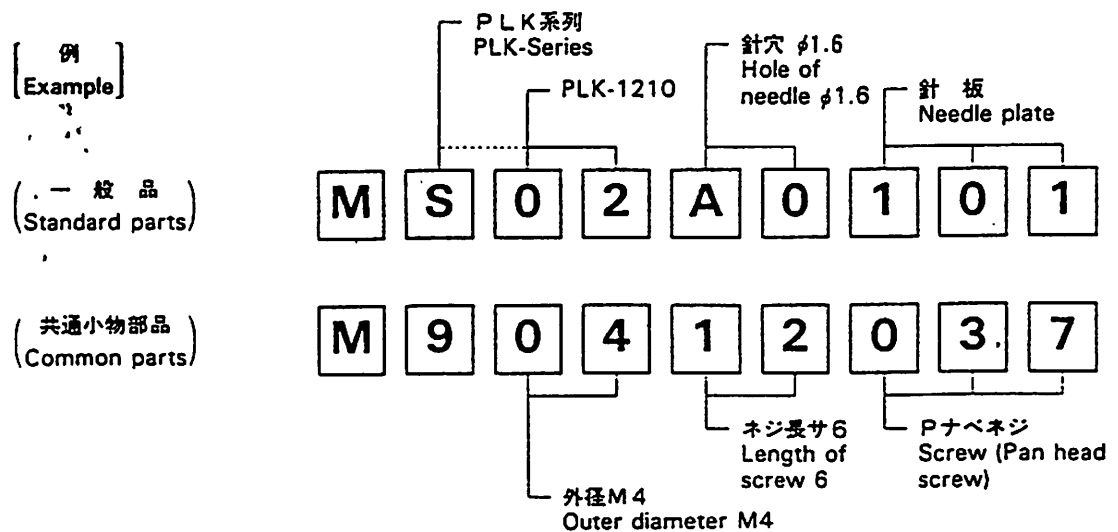 例
Example
PLK系列
PLK-Series
PLK-1210
針穴 φ1.6
Hole of
needle φ1.6
針 板
Needle plate
一 般 品
(Standard parts)
M S 0 2 A 0 1 0 1
共通小物部品
(Common parts)
M 9 0 4 1 2 0 3 7
ネジ長サ6
Length of
screw 6
Pナベネジ
Screw (Pan head
screw)
外径M4
Outer diameter M4